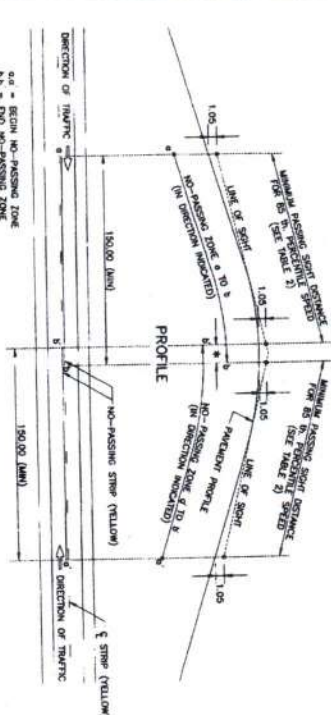 MINIMUM PASSING SIGHT DISTANCE
FOR 85 th. PERCENTILE SPEED
(SEE TABLE 2)
MINIMUM PASSING SIGHT DISTANCE
FOR 85 th. PERCENTILE SPEED
(SEE TABLE 2)
1.05
LINE OF SIGHT
1.05
1.05
LINE OF SIGHT
1.05
PAVEMENT PROFILE
a
NO-PASSING ZONE a TO b
(IN DIRECTION INDICATED)
b'
*
b
NO-PASSING ZONE, a' TO b'
(IN DIRECTION INDICATED)
a'
PROFILE
150.00 (MIN)
150.00 (MIN)
DIRECTION OF TRAFFIC
a
b'
b
NO-PASSING STRIP (YELLOW)
a'
DIRECTION OF TRAFFIC
℄ STRIP (YELLOW
a.a' = BEGIN NO-PASSING ZONE
b.b' = END NO-PASSING ZONE